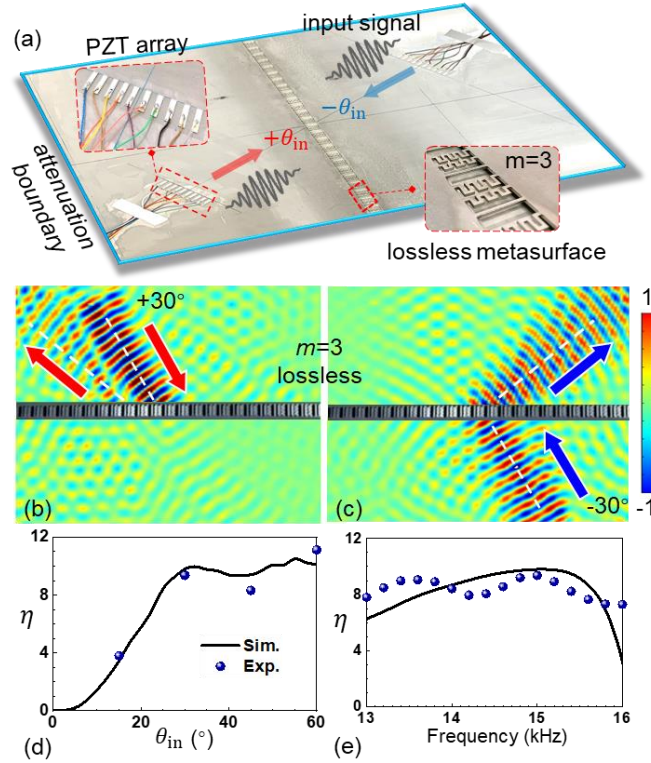 (a)
PZT array
input signal
−θin
+θin
attenuation
boundary
m=3
lossless metasurface
+30°
m=3
lossless
1
-1
(b)
(c)
-30°
12
8
4
0
η
Sim.
Exp.
0
20
40
60
θin (°)
(d)
12
8
4
0
η
13
14
15
16
Frequency (kHz)
(e)